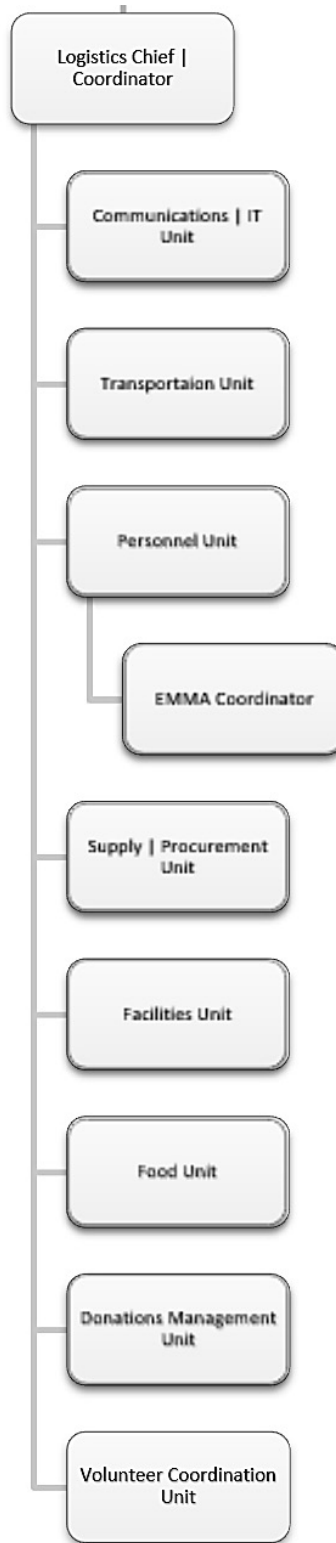 Logistics Chief |
Coordinator
Communications | IT
Unit
Transportaion Unit
Personnel Unit
EMMA Coordinator
Supply | Procurement
Unit
Facilities Unit
Food Unit
Donations Management
Unit
Volunteer Coordination
Unit